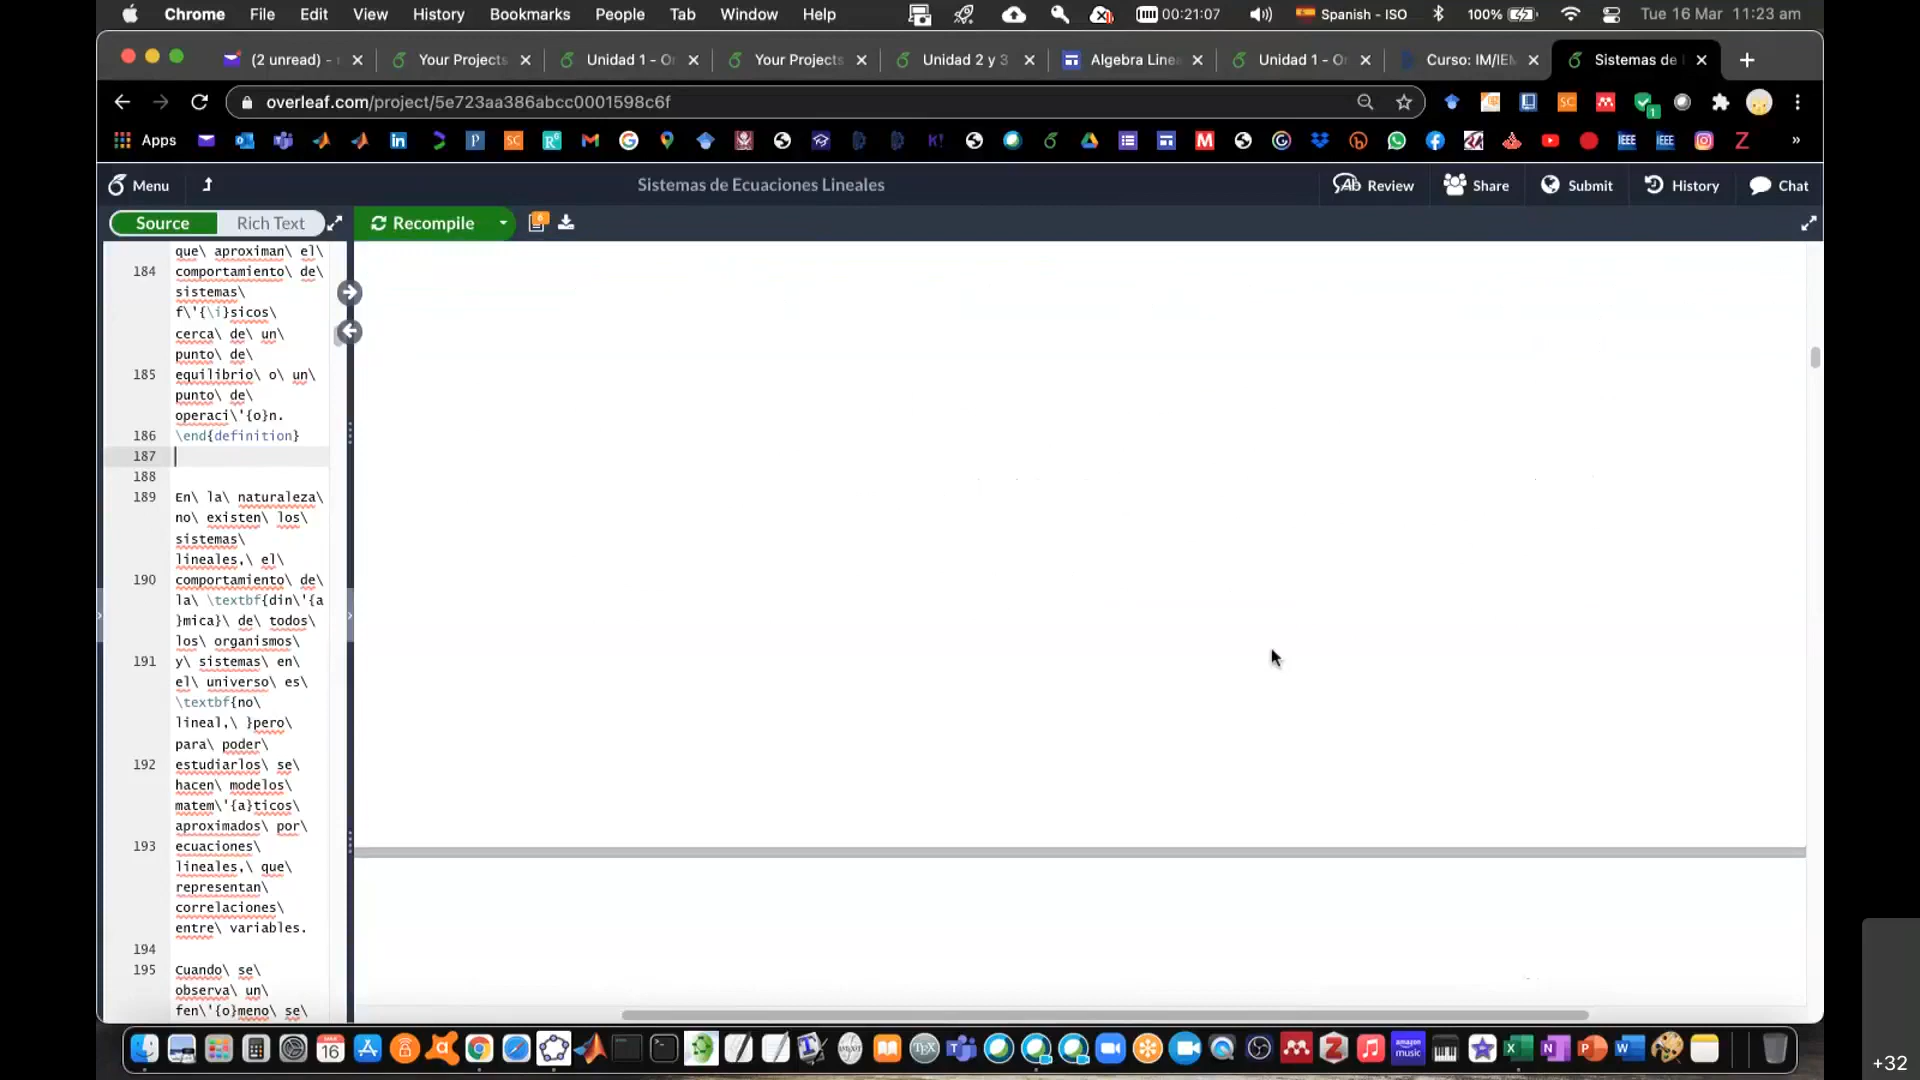 Chrome File Edit View History Bookmarks People Tab Window Help 00:21:07 Spanish - ISO 100% Tue 16 Mar 11:23 am
(2 unread) - Your Projects Unidad 1 - Or Your Projects Unidad 2 y 3 Algebra Linea Unidad 1 - Or Curso: IM/IEM Sistemas de
overleaf.com/project/5e723aa386abcc0001598c6f
Apps
Menu Sistemas de Ecuaciones Lineales Review Share Submit History Chat
Source Rich Text Recompile 6
que\ aproximan\ el\
184 comportamiento\ de\
sistemas\
f\'{\i}sicos\
cerca\ de\ un\
punto\ de\
185 equilibrio\ o\ un\
punto\ de\
operaci\'{o}n.
186 \end{definition}
187
188
189 En\ la\ naturaleza\
no\ existen\ los\
sistemas\
lineales,\ el\
190 comportamiento\ de\
la\ \textbf{din\'{a
}mica}\ de\ todos\
los\ organismos\
191 y\ sistemas\ en\
el\ universo\ es\
\textbf{no\
lineal,\ }pero\
para\ poder\
192 estudiarlos\ se\
hacen\ modelos\
matem\'{a}ticos\
aproximados\ por\
193 ecuaciones\
lineales,\ que\
representan\
correlaciones\
entre\ variables.
194
195 Cuando\ se\
observa\ un\
fen\'{o}meno\ se\
+32